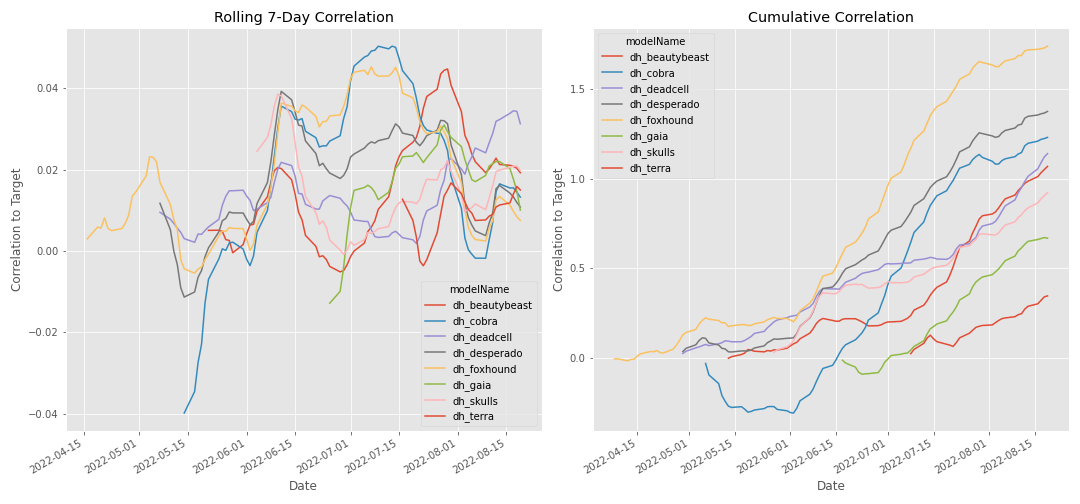 Rolling 7-Day Correlation
Correlation to Target
0.04
0.02
0.00
−0.02
−0.04
modelName
dh_beautybeast
dh_cobra
dh_deadcell
dh_desperado
dh_foxhound
dh_gaia
dh_skulls
dh_terra
2022-04-15
2022-05-01
2022-05-15
2022-06-01
2022-06-15
2022-07-01
2022-07-15
2022-08-01
2022-08-15
Date
Cumulative Correlation
Correlation to Target
1.5
1.0
0.5
0.0
modelName
dh_beautybeast
dh_cobra
dh_deadcell
dh_desperado
dh_foxhound
dh_gaia
dh_skulls
dh_terra
2022-04-15
2022-05-01
2022-05-15
2022-06-01
2022-06-15
2022-07-01
2022-07-15
2022-08-01
2022-08-15
Date